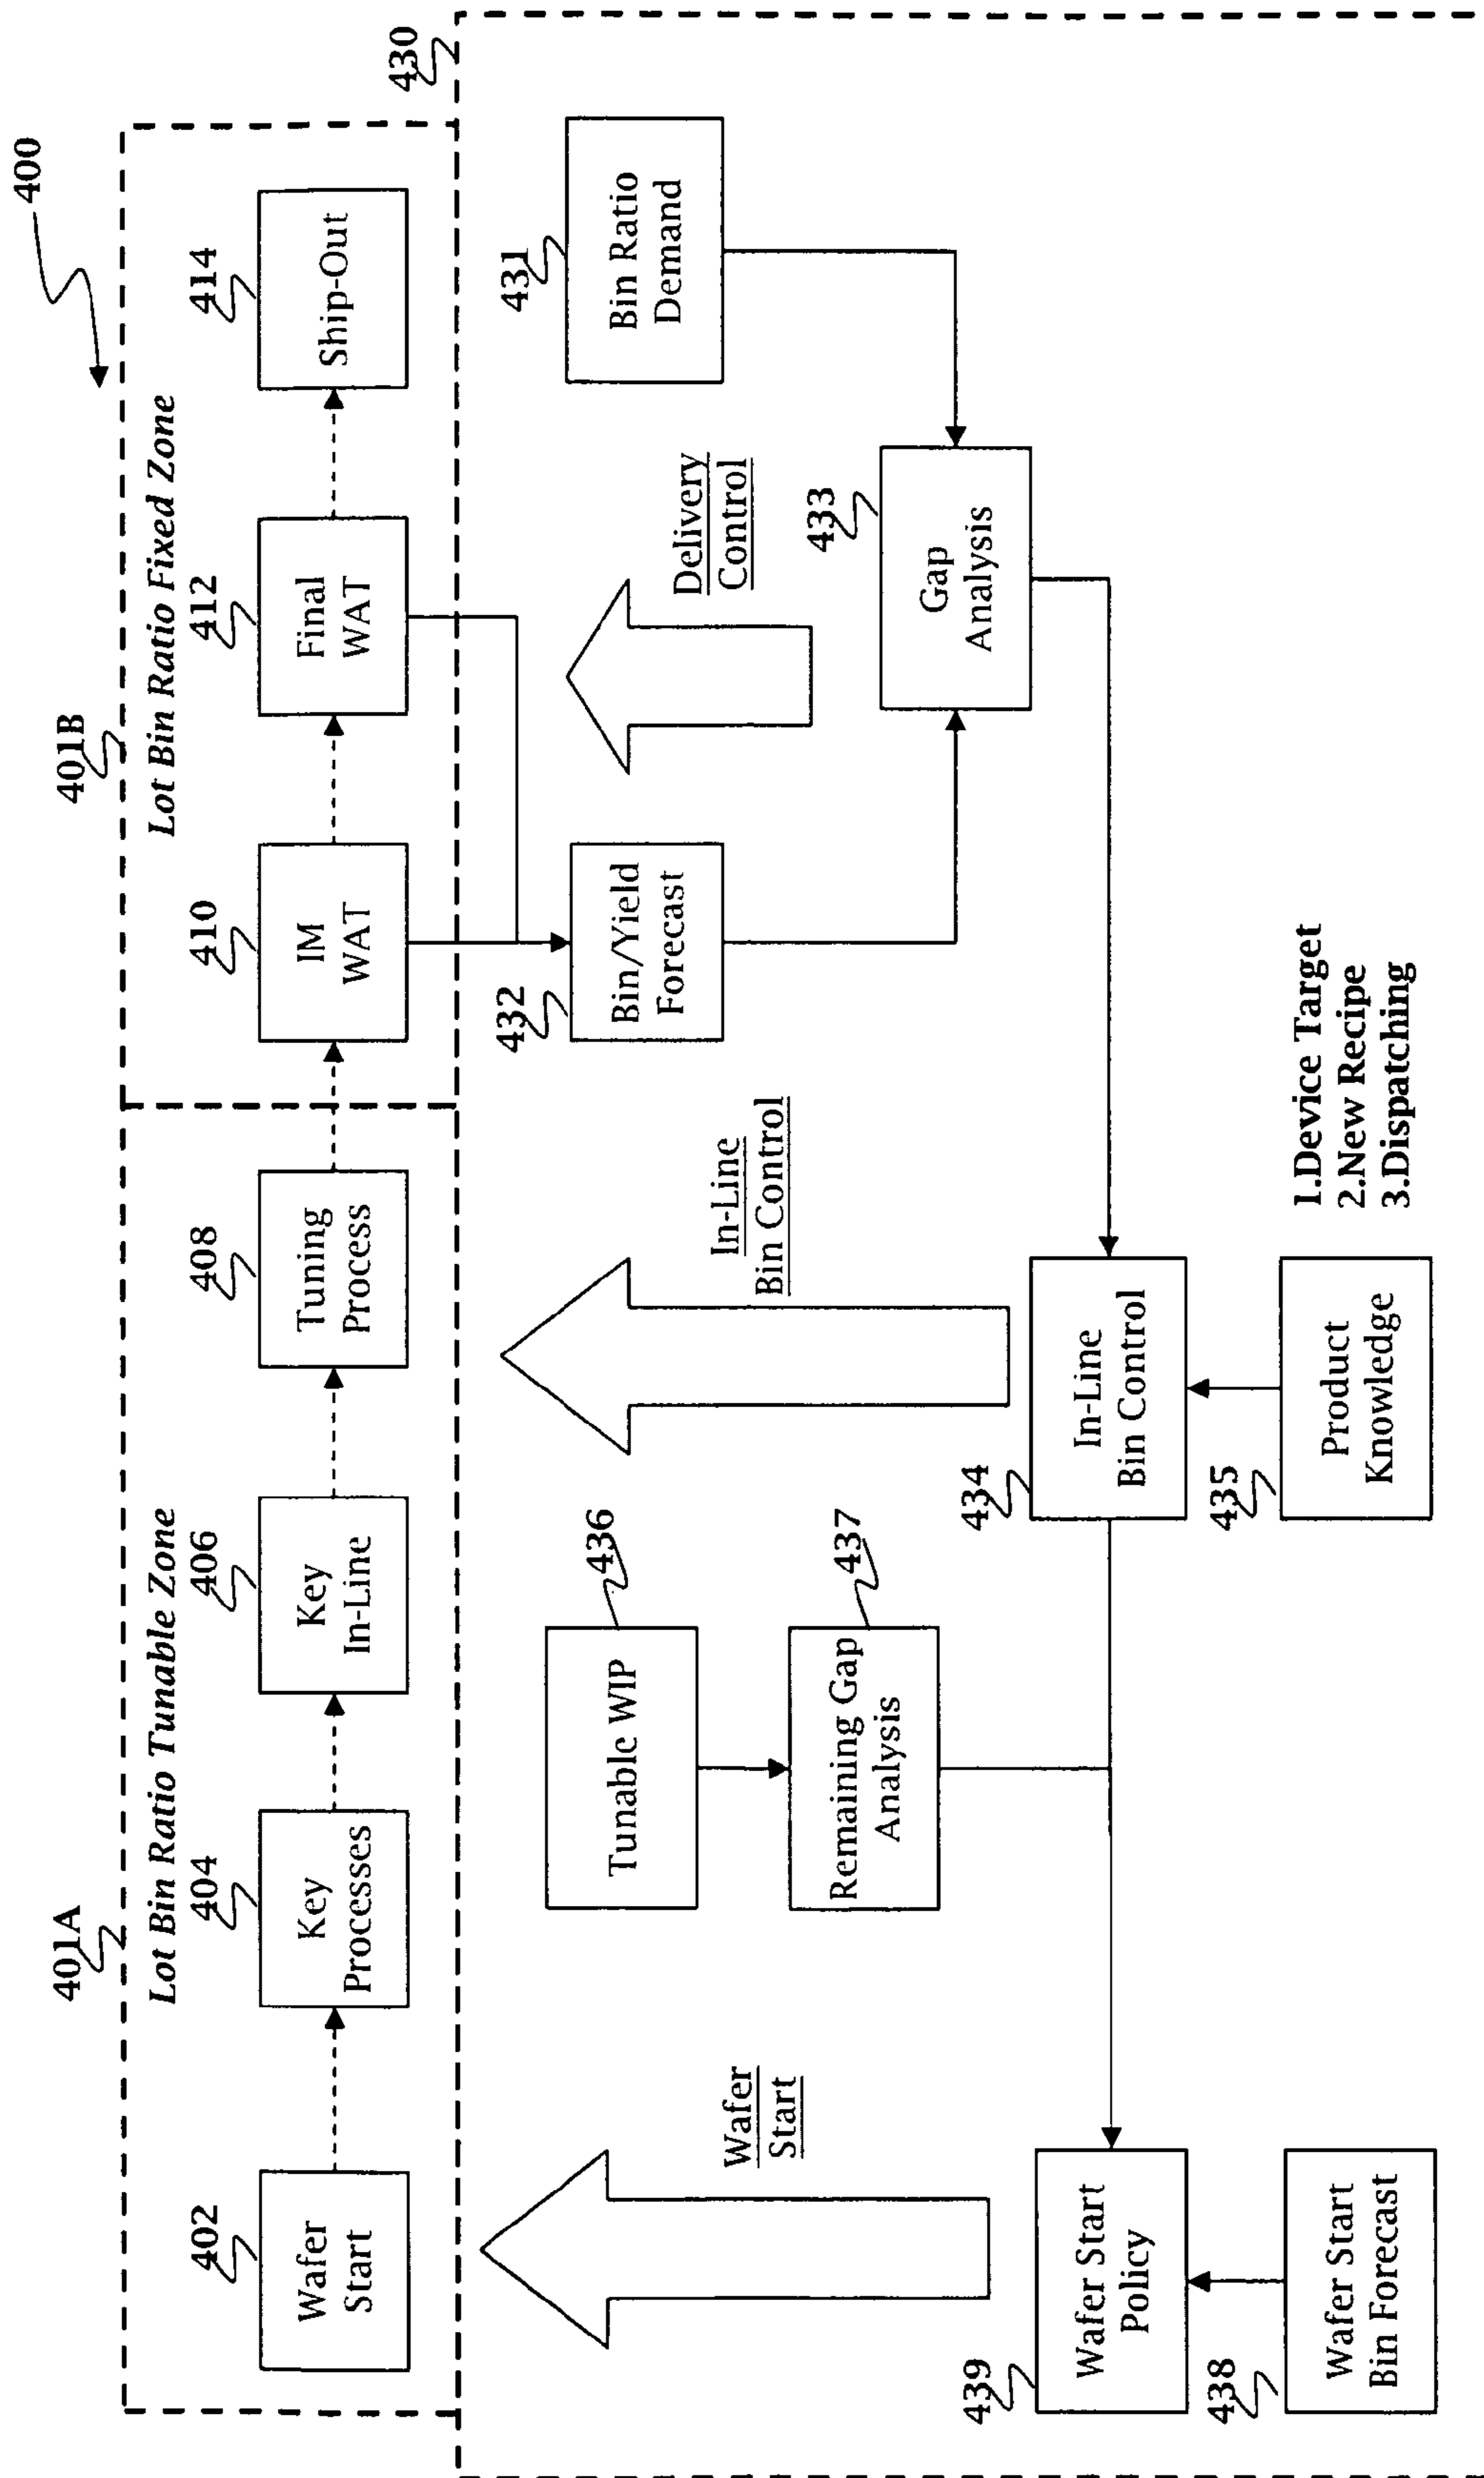 400
401A
401B
Lot Bin Ratio Tunable Zone
Lot Bin Ratio Fixed Zone
402
404
406
408
410
412
414
Wafer
Start
Key
Processes
Key
In-Line
Tuning
Process
IM
WAT
Final
WAT
Ship-Out
430
432
431
Bin/Yield
Forecast
Bin Ratio
Demand
436
Tunable WIP
Wafer
Start
In-Line
Bin Control
Delivery
Control
437
Remaining Gap
Analysis
433
Gap
Analysis
439
Wafer Start
Policy
434
In-Line
Bin Control
438
Wafer Start
Bin Forecast
435
Product
Knowledge
1.Device Target
2.New Recipe
3.Dispatching